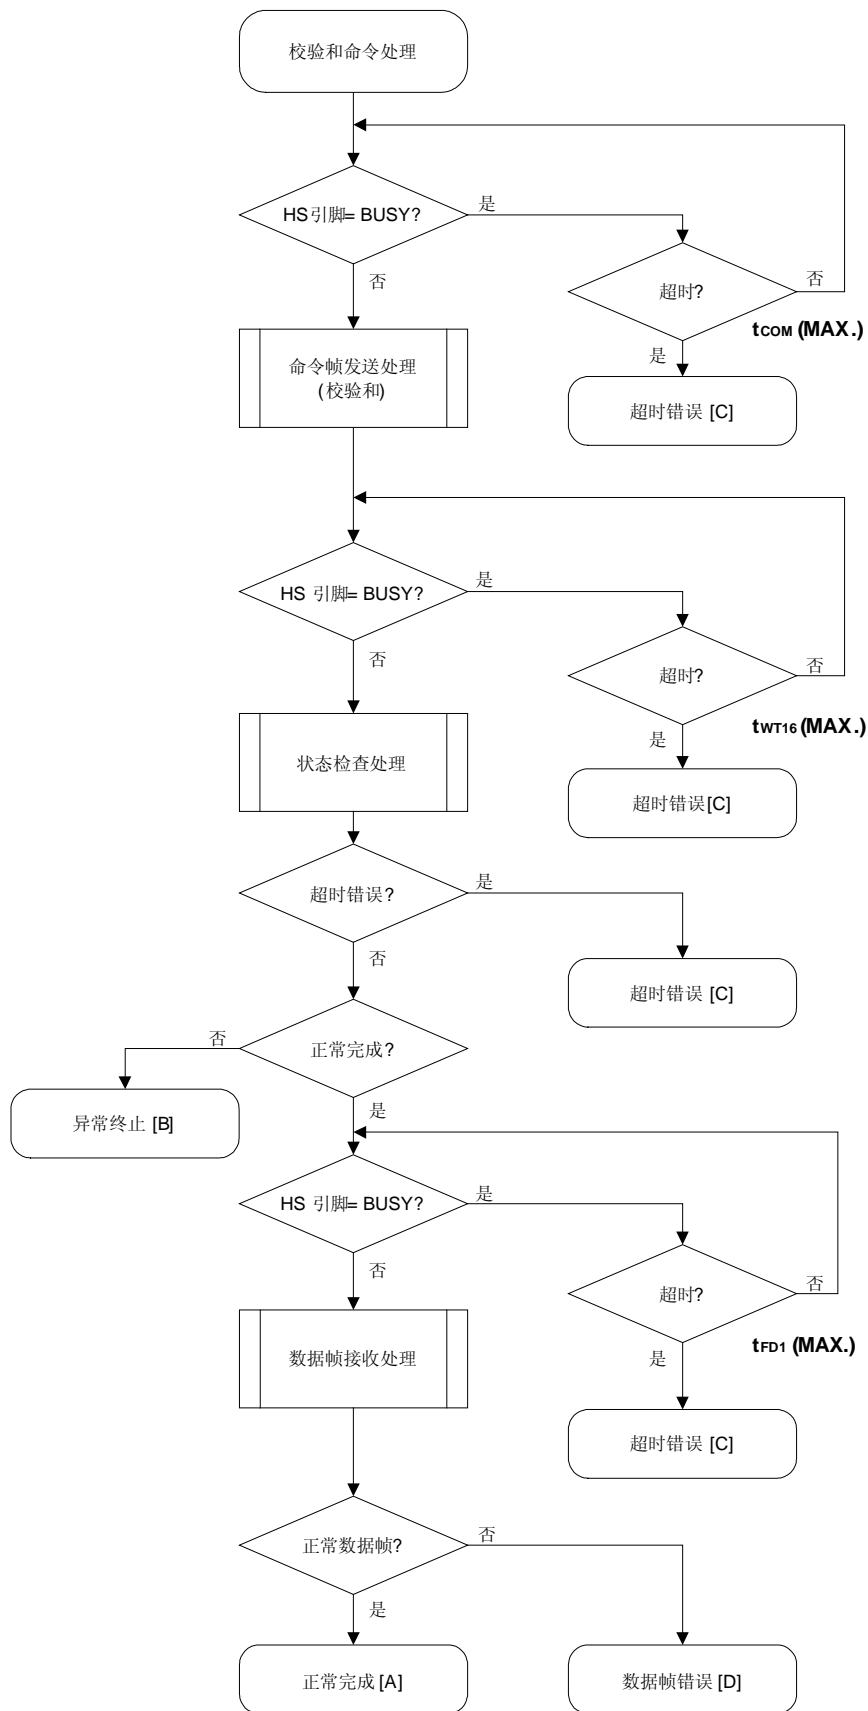 校验和命令处理
HS引脚= BUSY?
是
否
超时?
否
tCOM (MAX.)
是
命令帧发送处理
(校验和)
超时错误 [C]
HS 引脚= BUSY?
是
否
超时?
否
tWT16 (MAX.)
是
状态检查处理
超时错误[C]
超时错误?
是
否
超时错误 [C]
正常完成?
否
异常终止 [B]
是
HS 引脚= BUSY?
是
否
超时?
否
tFD1 (MAX.)
是
数据帧接收处理
超时错误 [C]
正常数据帧?
否
是
正常完成 [A]
数据帧错误 [D]